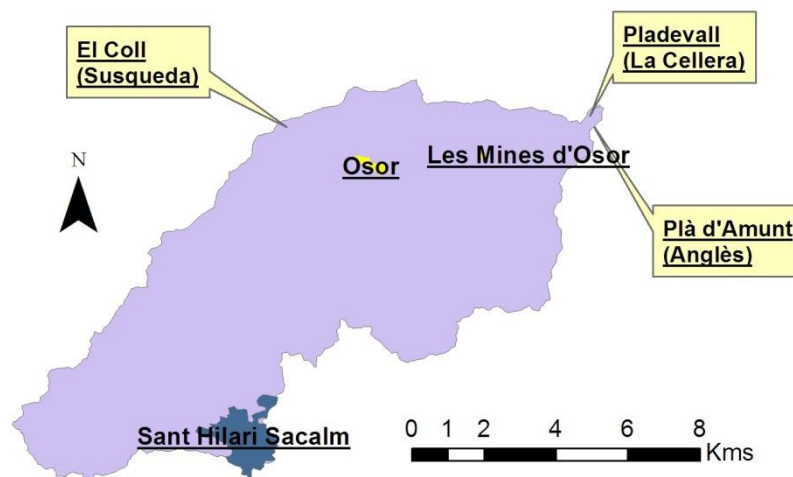 El Coll
(Susqueda)
Pladevall
(La Cellera)
N
Osor
Les Mines d'Osor
Plà d'Amunt
(Anglès)
Sant Hilari Sacalm
0 1 2 4 6 8
Kms